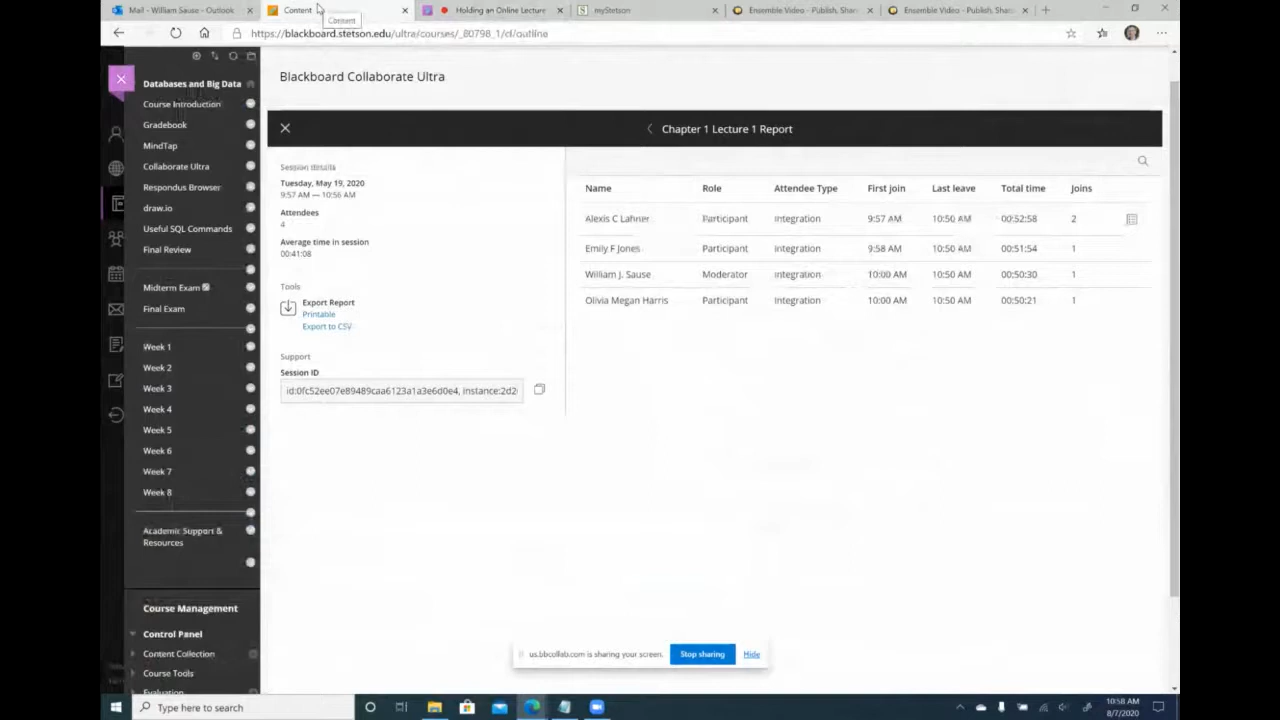 Mail - William Sause - Outlook
Content
Holding an Online Lecture
myStetson
Ensemble Video - Publish, Shar
Ensemble Video - Publish, Shar
Content
https://blackboard.stetson.edu/ultra/courses/_80798_1/cl/outline
Databases and Big Data
Course Introduction
Gradebook
MindTap
Collaborate Ultra
Respondus Browser
draw.io
Useful SQL Commands
Final Review
Midterm Exam
Final Exam
Week 1
Week 2
Week 3
Week 4
Week 5
Week 6
Week 7
Week 8
Academic Support &
Resources
Course Management
Control Panel
Content Collection
Course Tools
Evaluation
Blackboard Collaborate Ultra
Chapter 1 Lecture 1 Report
Session details
Tuesday, May 19, 2020
9:57 AM — 10:56 AM
Attendees
4
Average time in session
00:41:08
Tools
Export Report
Printable
Export to CSV
Support
Session ID
id:0fc52ee07e89489caa6123a1a3e6d0e4, instance:2d2
Name Role Attendee Type First join Last leave Total time Joins
Alexis C Lahner Participant Integration 9:57 AM 10:50 AM 00:52:58 2
Emily F Jones Participant Integration 9:58 AM 10:50 AM 00:51:54 1
William J. Sause Moderator Integration 10:00 AM 10:50 AM 00:50:30 1
Olivia Megan Harris Participant Integration 10:00 AM 10:50 AM 00:50:21 1
us.bbcollab.com is sharing your screen.
Stop sharing
Hide
Type here to search
10:58 AM
8/7/2020